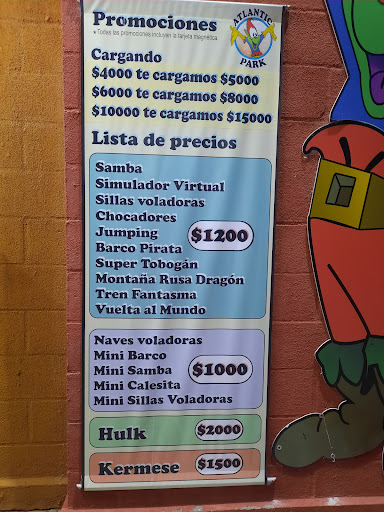 Promociones
* Todas las promociones incluyen la tarjeta magnética.
ATLANTIC
PARK
Cargando
$4000 te cargamos $5000
$6000 te cargamos $8000
$10000 te cargamos $15000
Lista de precios
Samba
Simulador Virtual
Sillas voladoras
Chocadores
Jumping
$1200
Barco Pirata
Super Tobogán
Montaña Rusa Dragón
Tren Fantasma
Vuelta al Mundo
Naves voladoras
Mini Barco
Mini Samba
$1000
Mini Calesita
Mini Sillas Voladoras
Hulk $2000
Kermese $1500